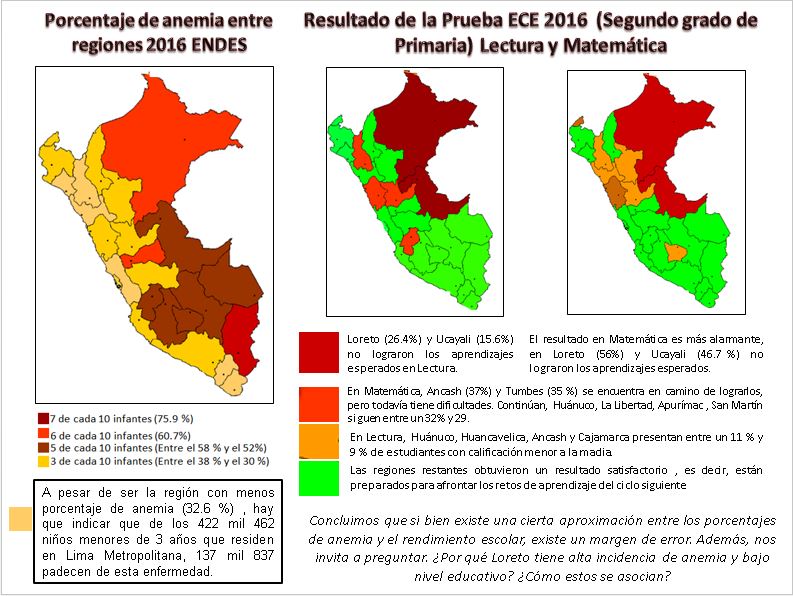 Porcentaje de anemia entre
regiones 2016 ENDES
Resultado de la Prueba ECE 2016 (Segundo grado de
Primaria) Lectura y Matemática
7 de cada 10 infantes (75.9 %)
6 de cada 10 infantes (60.7%)
5 de cada 10 infantes (Entre el 58 % y el 52%)
3 de cada 10 infantes (Entre el 38 % y el 30 %)
A pesar de ser la región con menos
porcentaje de anemia (32.6 %) , hay
que indicar que de los 422 mil 462
niños menores de 3 años que residen
en Lima Metropolitana, 137 mil 837
padecen de esta enfermedad.
Loreto (26.4%) y Ucayali (15.6%)
no lograron los aprendizajes
esperados en Lectura.
El resultado en Matemática es más alarmante,
en Loreto (56%) y Ucayali (46.7 %) no
lograron los aprendizajes esperados.
En Matemática, Ancash (37%) y Tumbes (35 %) se encuentra en camino de lograrlos,
pero todavía tiene dificultades. Continúan, Huánuco, La Libertad, Apurímac , San Martín
siguen entre un 32% y 29.
En Lectura, Huánuco, Huancavelica, Ancash y Cajamarca presentan entre un 11 % y
9 % de estudiantes con calificación menor a la madia.
Las regiones restantes obtuvieron un resultado satisfactorio , es decir, están
preparados para afrontar los retos de aprendizaje del ciclo siguiente
Concluimos que si bien existe una cierta aproximación entre los porcentajes
de anemia y el rendimiento escolar, existe un margen de error. Además, nos
invita a preguntar. ¿Por qué Loreto tiene alta incidencia de anemia y bajo
nivel educativo? ¿Cómo estos se asocian?